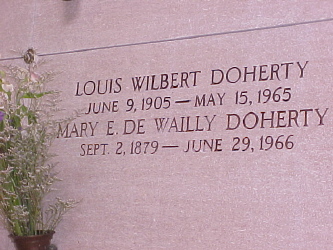 LOUIS WILBERT DOHERTY
JUNE 9, 1905 — MAY 15, 1965
MARY E. DE WAILLY DOHERTY
SEPT. 2, 1879 — JUNE 29, 1966